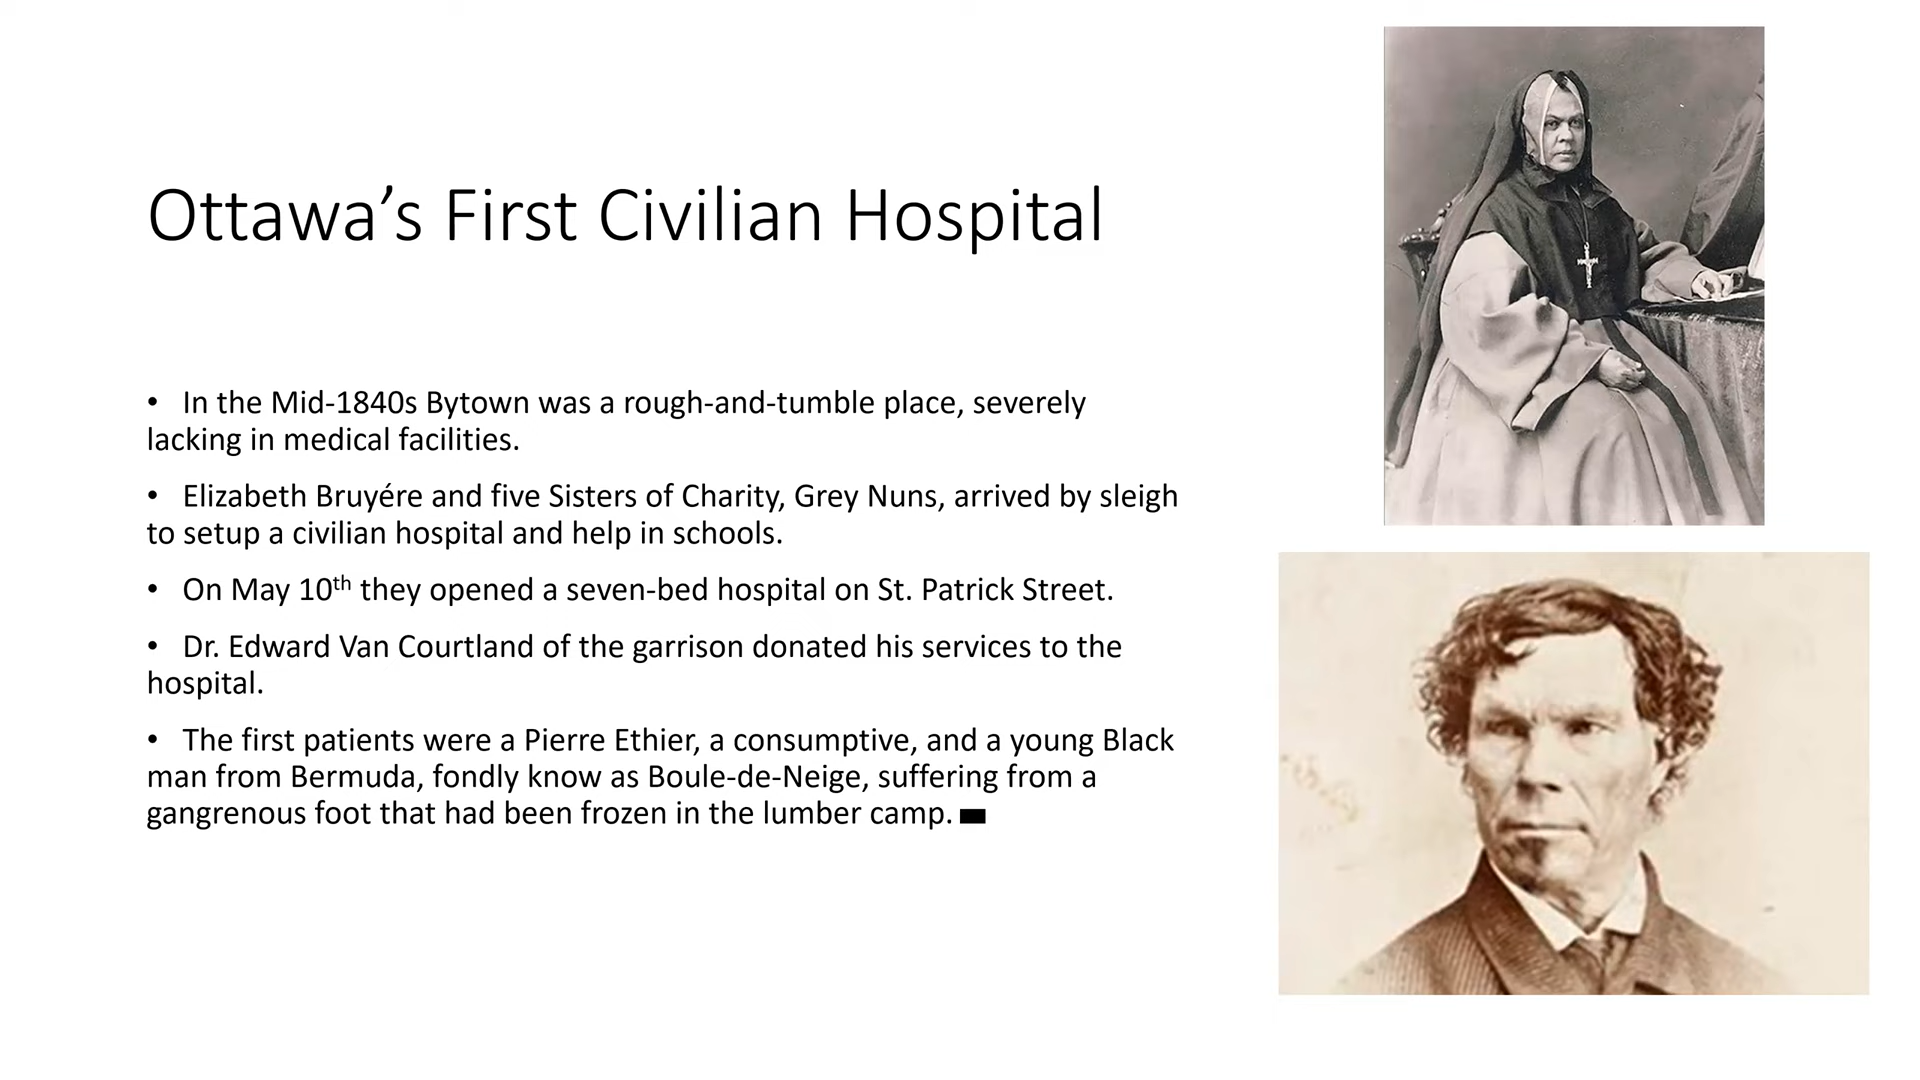 Ottawa’s First Civilian Hospital
• In the Mid-1840s Bytown was a rough-and-tumble place, severely
lacking in medical facilities.
• Elizabeth Bruyére and five Sisters of Charity, Grey Nuns, arrived by sleigh
to setup a civilian hospital and help in schools.
• On May 10th they opened a seven-bed hospital on St. Patrick Street.
• Dr. Edward Van Courtland of the garrison donated his services to the
hospital.
• The first patients were a Pierre Ethier, a consumptive, and a young Black
man from Bermuda, fondly know as Boule-de-Neige, suffering from a
gangrenous foot that had been frozen in the lumber camp.